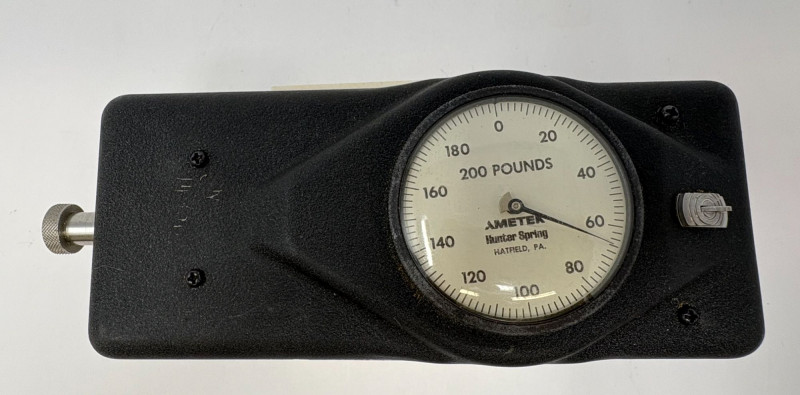 0
20
40
60
80
100
120
140
160
180
200 POUNDS
AMETEK
Hunter Spring
HATFIELD, PA.